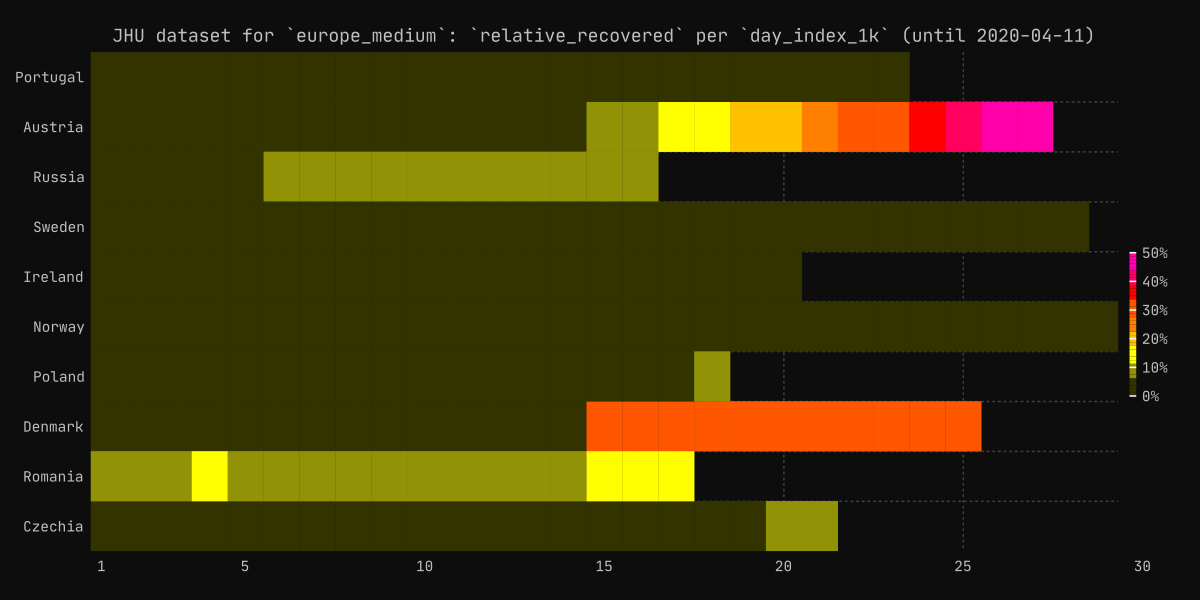 JHU dataset for `europe_medium`: `relative_recovered` per `day_index_1k` (until 2020-04-11)
Portugal
Austria
Russia
Sweden
Ireland
Norway
Poland
Denmark
Romania
Czechia
50%
40%
30%
20%
10%
0%
1 5 10 15 20 25 30